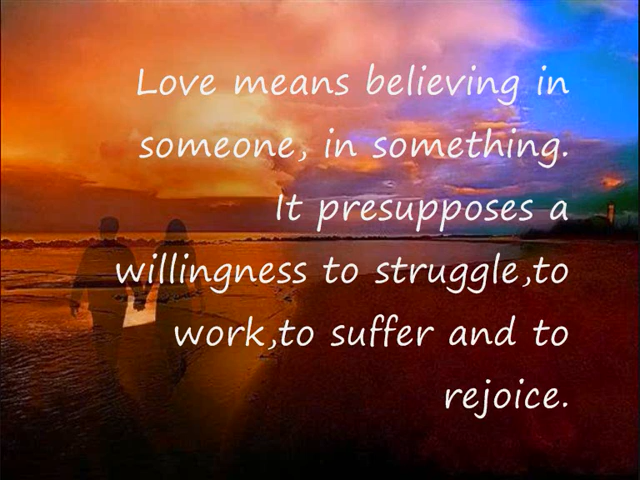 Love means believing in
someone, in something.
It presupposes a
willingness to struggle,to
work,to suffer and to
rejoice.